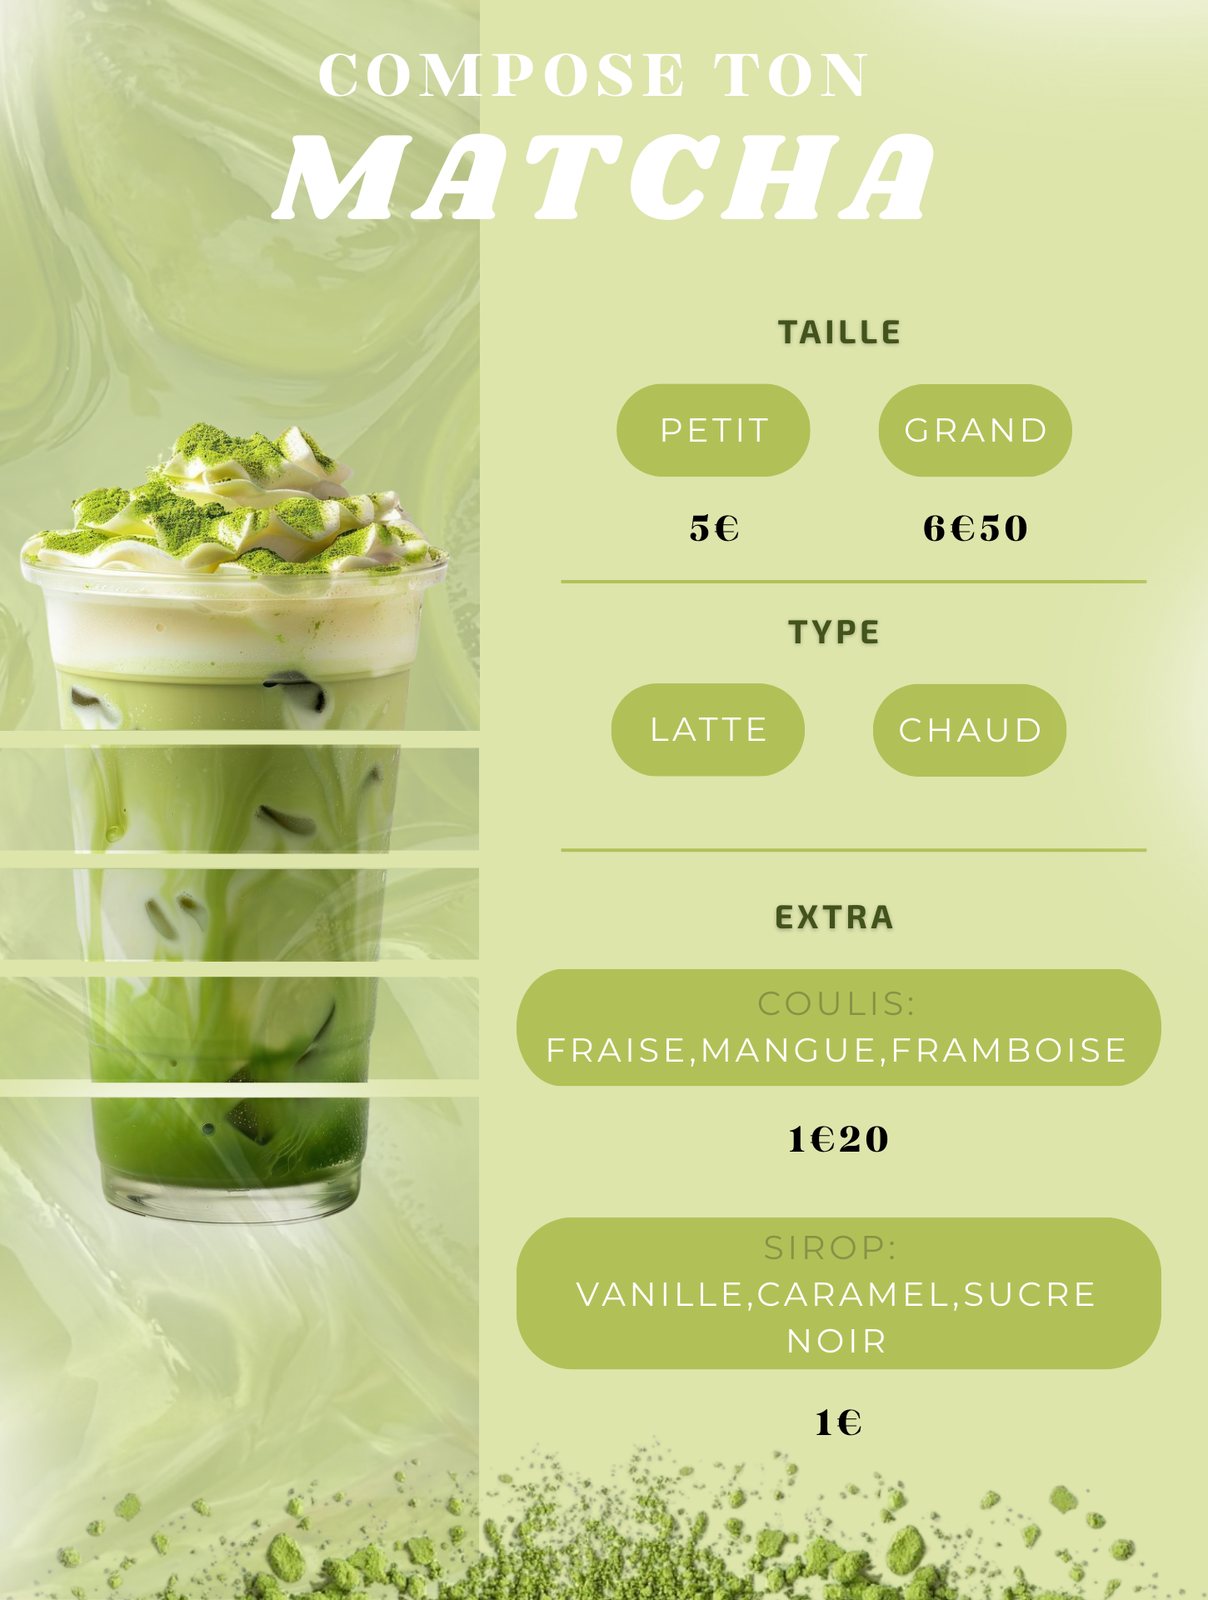 COMPOSE TON
MATCHA
TAILLE
PETIT GRAND
5€ 6€50
TYPE
LATTE CHAUD
EXTRA
COULIS:
FRAISE,MANGUE,FRAMBOISE
1€20
SIROP:
VANILLE,CARAMEL,SUCRE
NOIR
1€